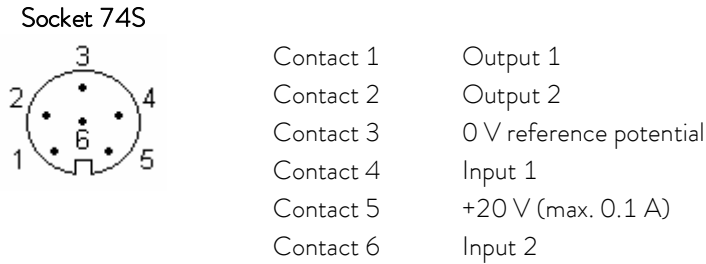 Socket 74S
3
2
4
6
1
5
Contact 1 Output 1
Contact 2 Output 2
Contact 3 0 V reference potential
Contact 4 Input 1
Contact 5 +20 V (max. 0.1 A)
Contact 6 Input 2